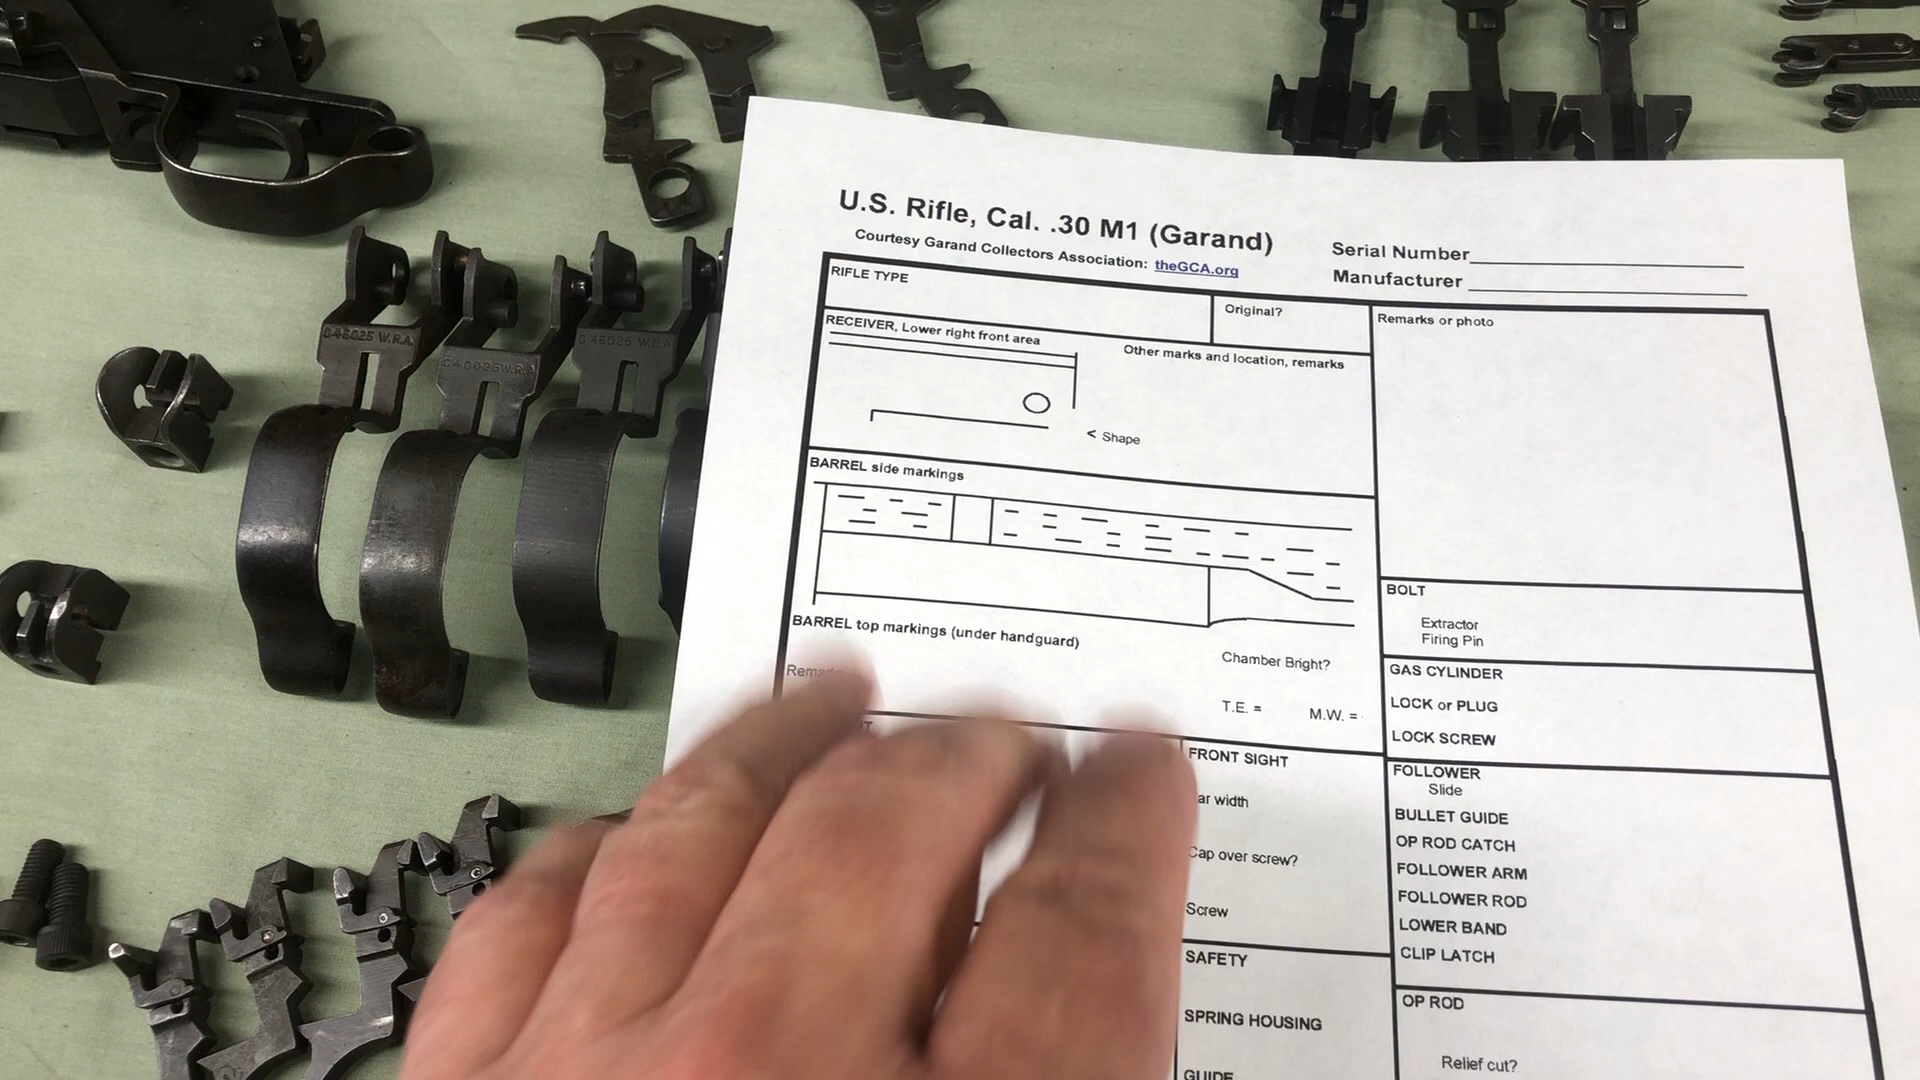 U.S. Rifle, Cal. .30 M1 (Garand)
Courtesy Garand Collectors Association: theGCA.org
Serial Number
Manufacturer
RIFLE TYPE
Original?
Remarks or photo
RECEIVER, Lower right front area
Other marks and location, remarks
< Shape
BARREL side markings
BARREL top markings (under handguard)
Chamber Bright?
T.E. =
M.W. =
FRONT SIGHT
Cap over screw?
Screw
SAFETY
SPRING HOUSING
GUIDE
BOLT
Extractor
Firing Pin
GAS CYLINDER
LOCK or PLUG
LOCK SCREW
FOLLOWER
Slide
BULLET GUIDE
OP ROD CATCH
FOLLOWER ARM
FOLLOWER ROD
LOWER BAND
CLIP LATCH
OP ROD
Relief cut?
C-46025 W.R.A.
C-46025 W.R.A
C 46025 W.R.A.